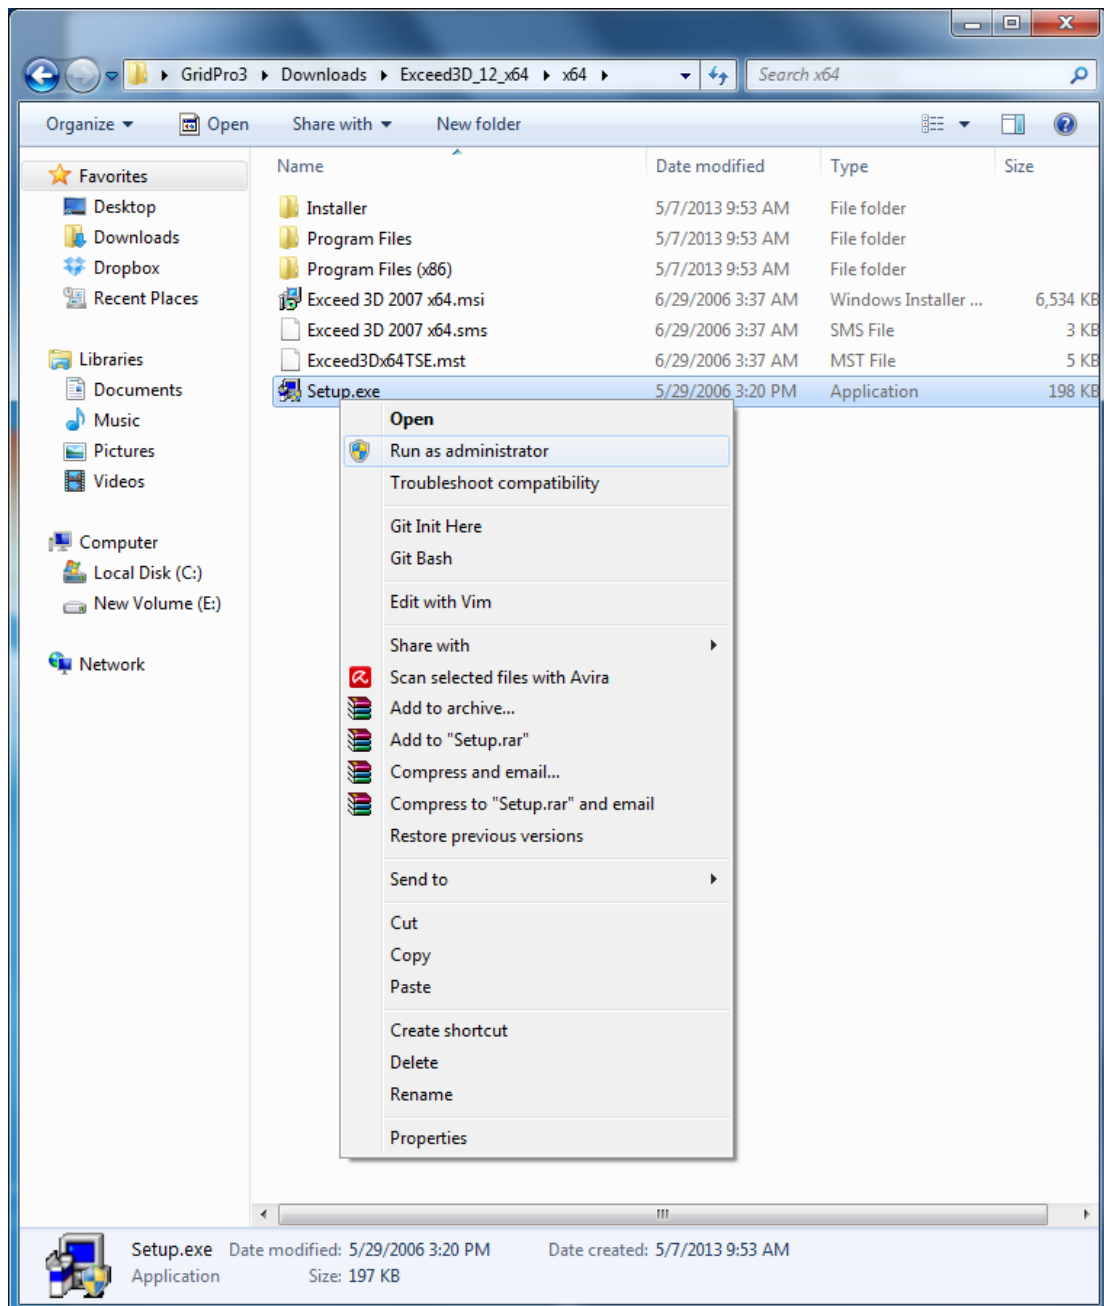 GridPro3 Downloads Exceed3D_12_x64 x64 Search x64
Organize Open Share with New folder
Name Date modified Type Size
Favorites
Desktop
Downloads
Dropbox
Recent Places
Libraries
Documents
Music
Pictures
Videos
Computer
Local Disk (C:)
New Volume (E:)
Network
Installer 5/7/2013 9:53 AM File folder
Program Files 5/7/2013 9:53 AM File folder
Program Files (x86) 5/7/2013 9:53 AM File folder
Exceed 3D 2007 x64.msi 6/29/2006 3:37 AM Windows Installer ... 6,534 KB
Exceed 3D 2007 x64.sms 6/29/2006 3:37 AM SMS File 3 KB
Exceed3Dx64TSE.mst 6/29/2006 3:37 AM MST File 5 KB
Setup.exe 5/29/2006 3:20 PM Application 198 KB
Open
Run as administrator
Troubleshoot compatibility
Git Init Here
Git Bash
Edit with Vim
Share with
Scan selected files with Avira
Add to archive...
Add to "Setup.rar"
Compress and email...
Compress to "Setup.rar" and email
Restore previous versions
Send to
Cut
Copy
Paste
Create shortcut
Delete
Rename
Properties
Setup.exe Date modified: 5/29/2006 3:20 PM Date created: 5/7/2013 9:53 AM
Application Size: 197 KB